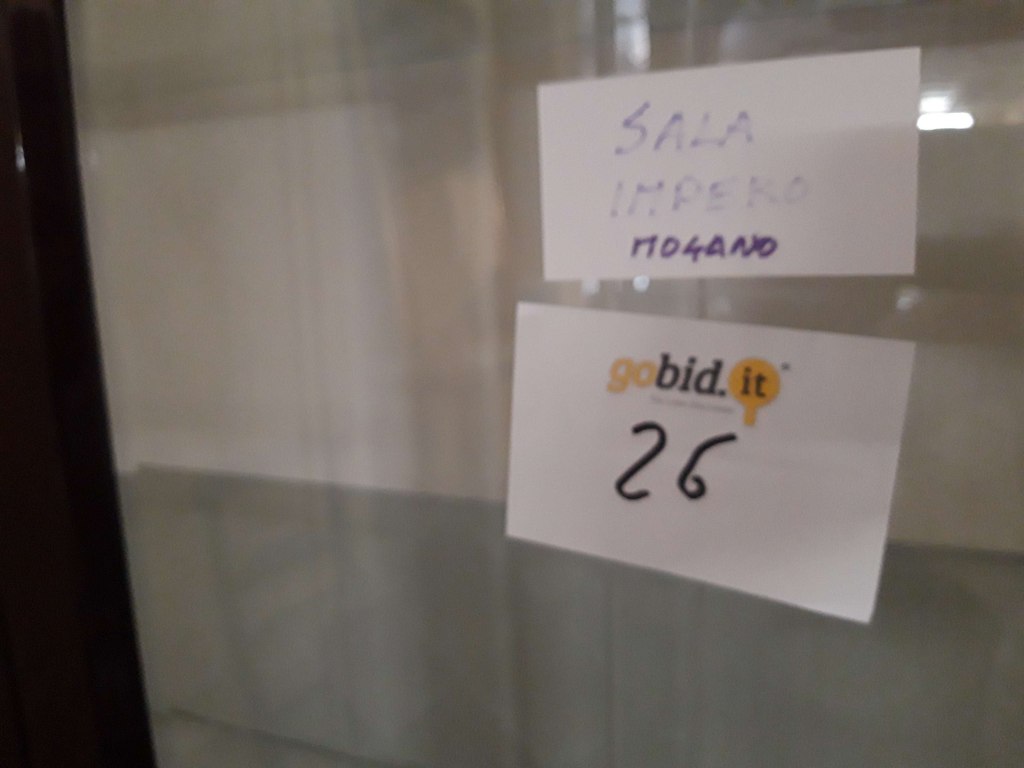 SALA
IMPERO
MOGANO
gobid.it
26